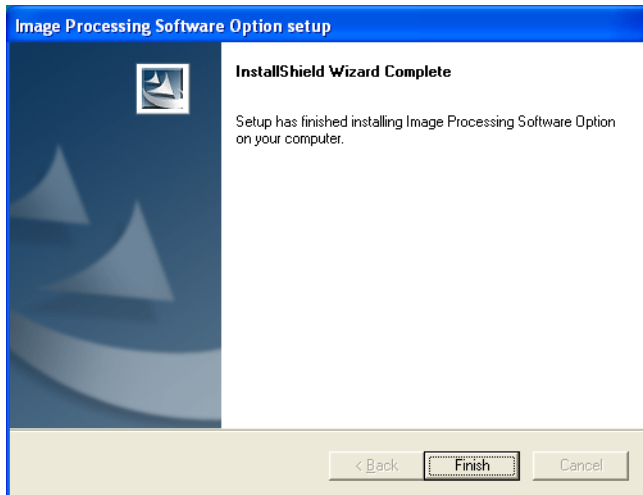 Image Processing Software Option setup
InstallShield Wizard Complete
Setup has finished installing Image Processing Software Option
on your computer.
< Back
Finish
Cancel